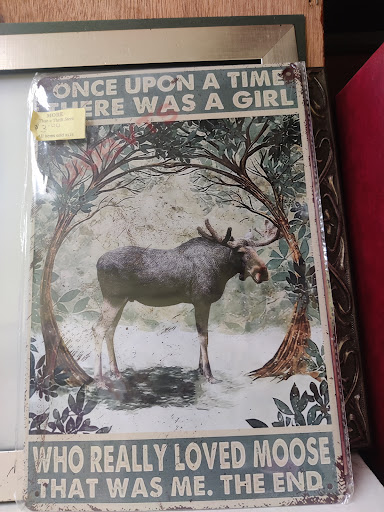 ONCE UPON A TIME
THERE WAS A GIRL
WHO REALLY LOVED MOOSE
THAT WAS ME. THE END